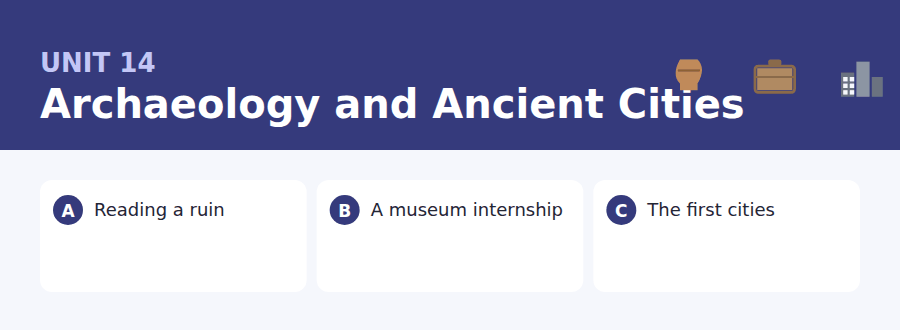 UNIT 14
Archaeology and Ancient Cities
A Reading a ruin
B A museum internship
C The first cities